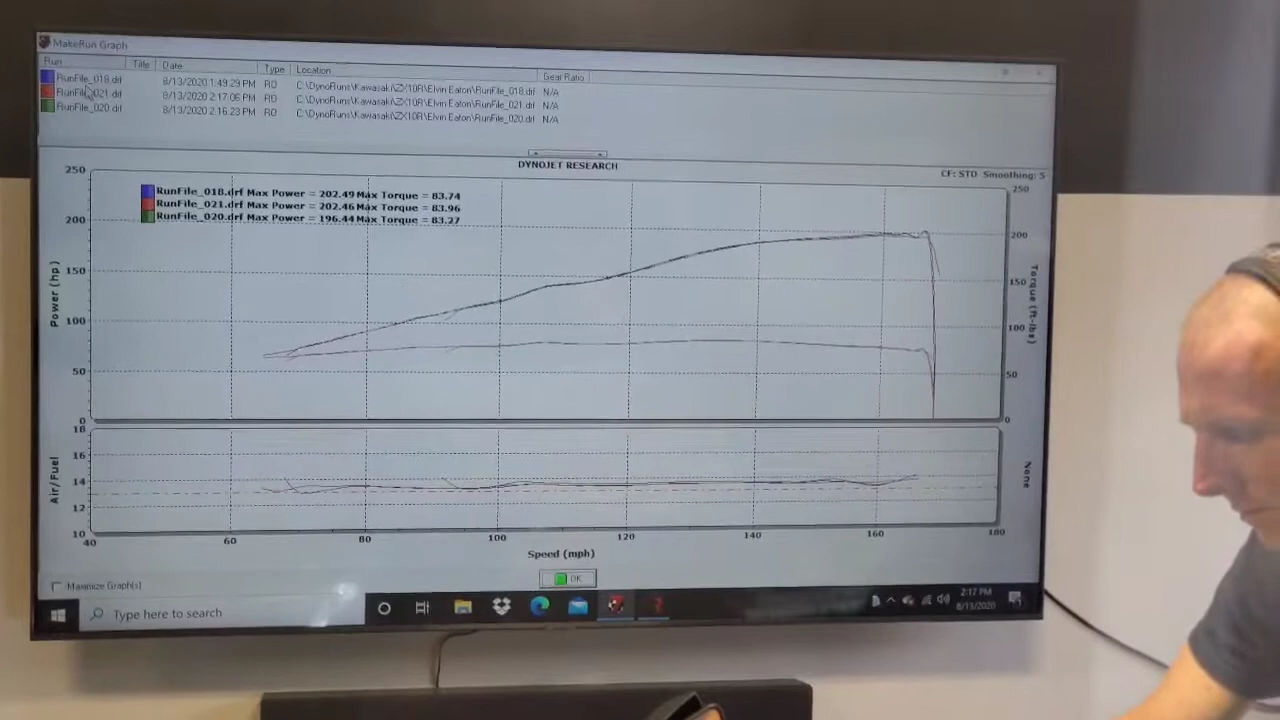 MakeRun Graph
Run Title Date Type Location Gear Ratio
RunFile_018.drf 8/13/2020 1:49:29 PM RO C:\DynoRuns\Kawasaki\ZX10R\Elvin Eaton\RunFile_018.drf N/A
RunFile_021.drf 8/13/2020 2:17:06 PM RO C:\DynoRuns\Kawasaki\ZX10R\Elvin Eaton\RunFile_021.drf N/A
RunFile_020.drf 8/13/2020 2:16:23 PM RO C:\DynoRuns\Kawasaki\ZX10R\Elvin Eaton\RunFile_020.drf N/A
DYNOJET RESEARCH
CF: STD Smoothing: 5
RunFile_018.drf Max Power = 202.49 Max Torque = 83.74
RunFile_021.drf Max Power = 202.46 Max Torque = 83.96
RunFile_020.drf Max Power = 196.44 Max Torque = 83.27
Power (hp)
250
200
150
100
50
0
Torque (ft-lbs)
250
200
150
100
50
0
Air/Fuel
18
16
14
12
10
None
40 60 80 100 120 140 160 180
Speed (mph)
OK
Maximize Graph(s)
Type here to search
2:17 PM
8/13/2020